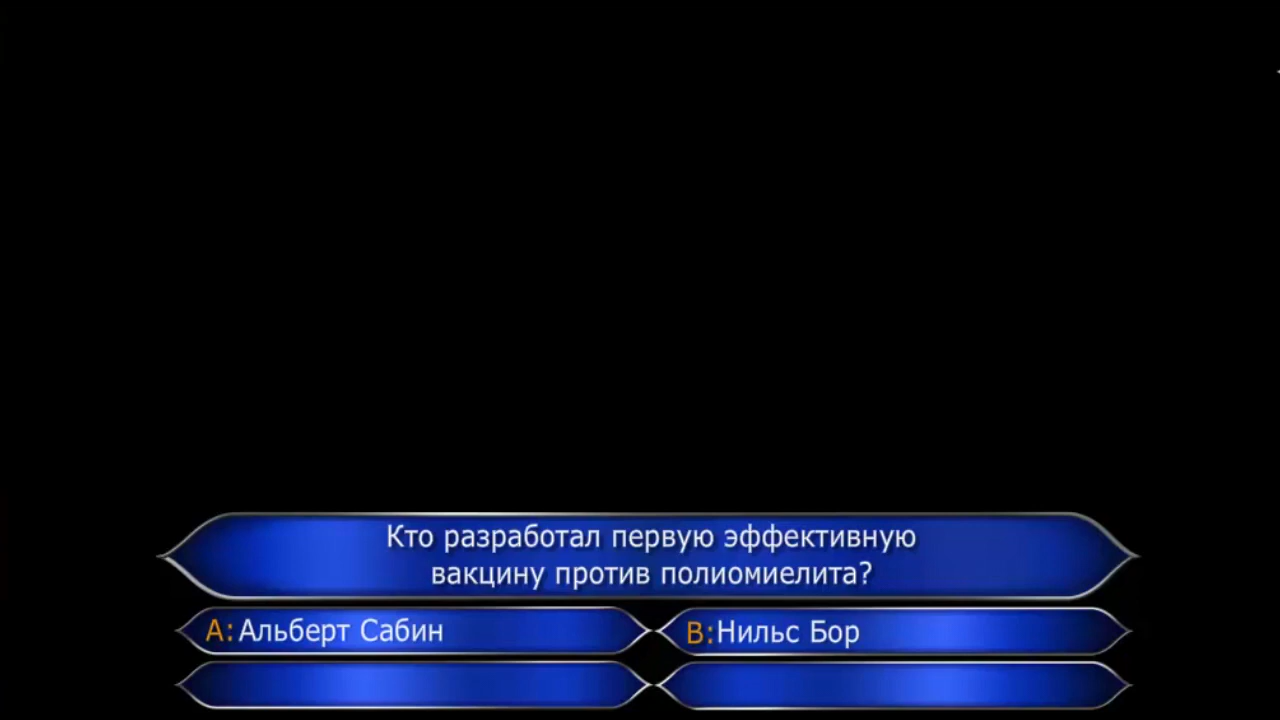 Кто разработал первую эффективную
вакцину против полиомиелита?
A: Альберт Сабин
B: Нильс Бор